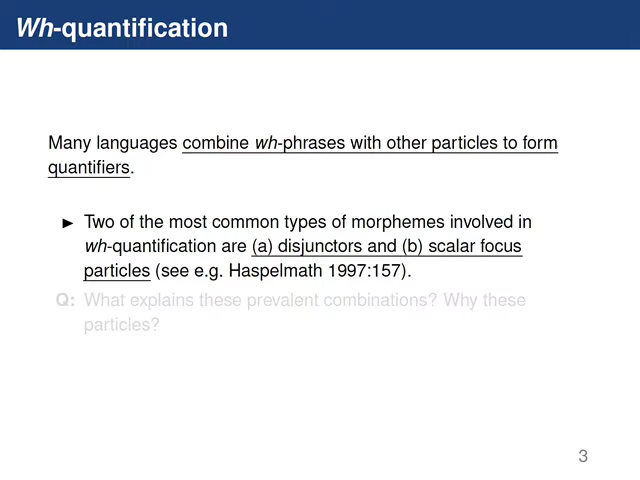 Wh-quantification
Many languages combine wh-phrases with other particles to form
quantifiers.
▶ Two of the most common types of morphemes involved in
wh-quantification are (a) disjunctors and (b) scalar focus
particles (see e.g. Haspelmath 1997:157).
Q: What explains these prevalent combinations? Why these
particles?
3